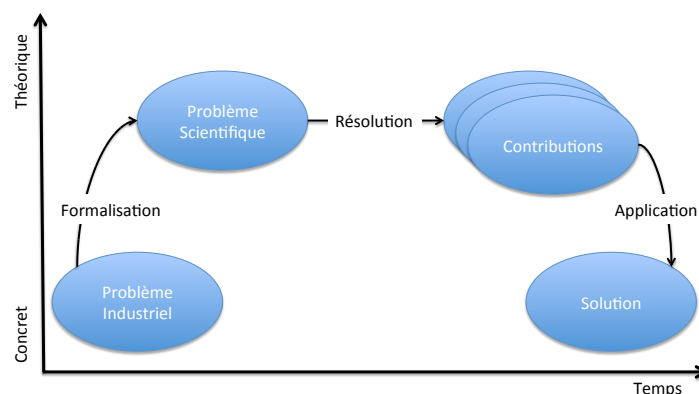 Théorique
Problème
Scientifique
Résolution
Contributions
Formalisation
Application
Problème
Industriel
Solution
Concret
Temps